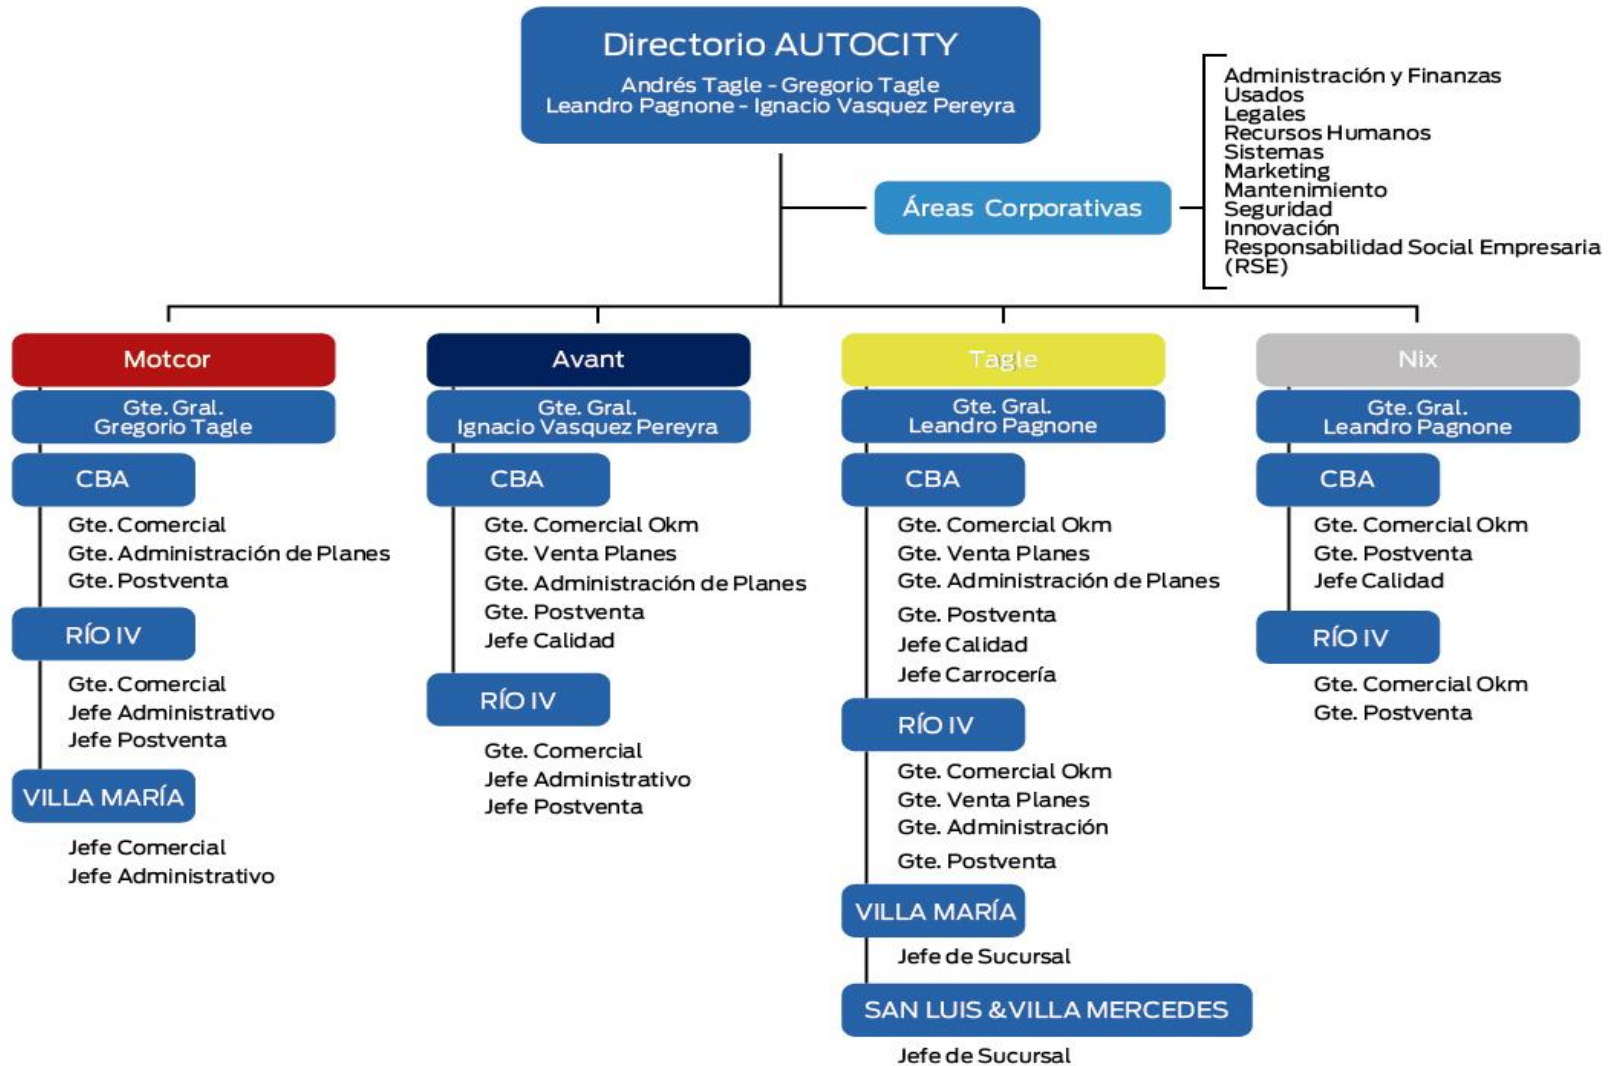 Directorio AUTOCITY
Andrés Tagle - Gregorio Tagle
Leandro Pagnone - Ignacio Vasquez Pereyra
Áreas Corporativas
Administración y Finanzas
Usados
Legales
Recursos Humanos
Sistemas
Marketing
Mantenimiento
Seguridad
Innovación
Responsabilidad Social Empresaria
(RSE)
Motcor
Gte. Gral.
Gregorio Tagle
CBA
Gte. Comercial
Gte. Administración de Planes
Gte. Postventa
RÍO IV
Gte. Comercial
Jefe Administrativo
Jefe Postventa
VILLA MARÍA
Jefe Comercial
Jefe Administrativo
Avant
Gte. Gral.
Ignacio Vasquez Pereyra
CBA
Gte. Comercial Okm
Gte. Venta Planes
Gte. Administración de Planes
Gte. Postventa
Jefe Calidad
RÍO IV
Gte. Comercial
Jefe Administrativo
Jefe Postventa
Tagle
Gte. Gral.
Leandro Pagnone
CBA
Gte. Comercial Okm
Gte. Venta Planes
Gte. Administración de Planes
Gte. Postventa
Jefe Calidad
Jefe Carrocería
RÍO IV
Gte. Comercial Okm
Gte. Venta Planes
Gte. Administración
Gte. Postventa
VILLA MARÍA
Jefe de Sucursal
SAN LUIS & VILLA MERCEDES
Jefe de Sucursal
Nix
Gte. Gral.
Leandro Pagnone
CBA
Gte. Comercial Okm
Gte. Postventa
Jefe Calidad
RÍO IV
Gte. Comercial Okm
Gte. Postventa